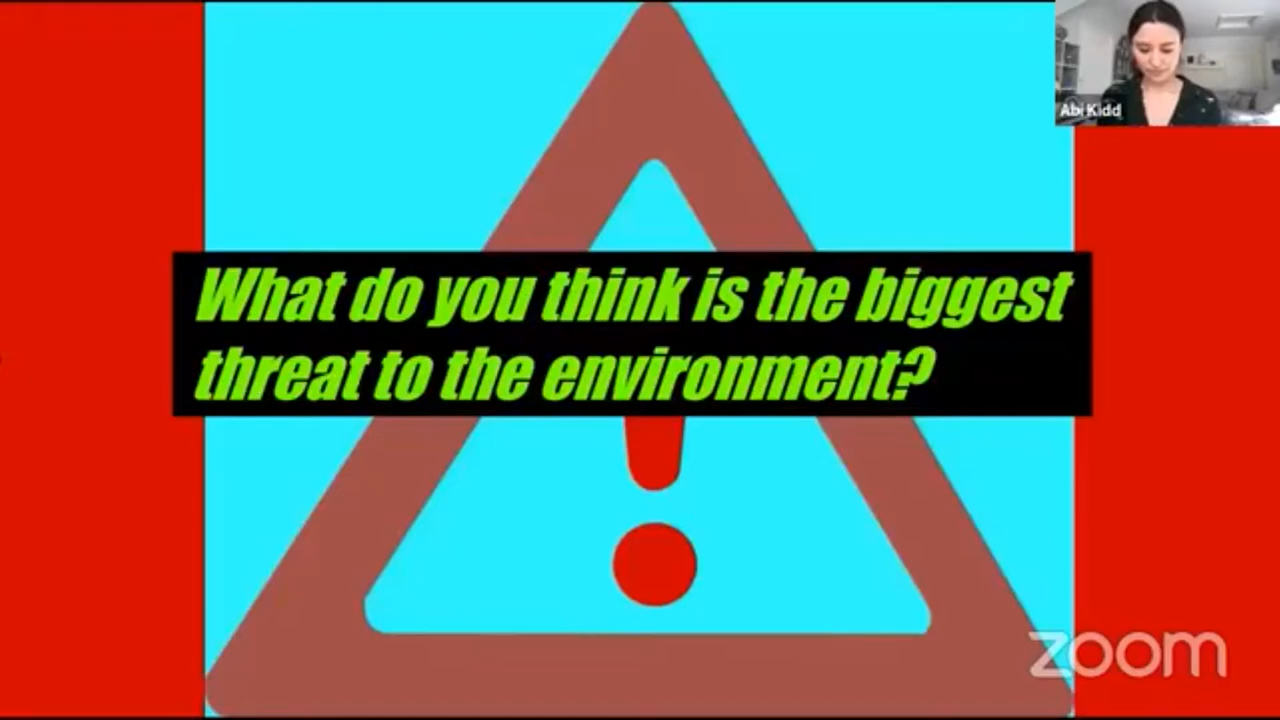 Abi Kidd
What do you think is the biggest
threat to the environment?
zoom